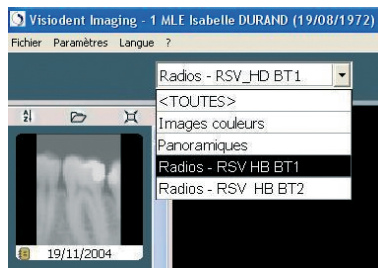 Visiodent Imaging - 1 MLE Isabelle DURAND (19/08/1972)
Fichier Paramètres Langue ?
Radios - RSV_HD BT1
<TOUTES>
Images couleurs
Panoramiques
Radios - RSV HB BT1
Radios - RSV HB BT2
19/11/2004